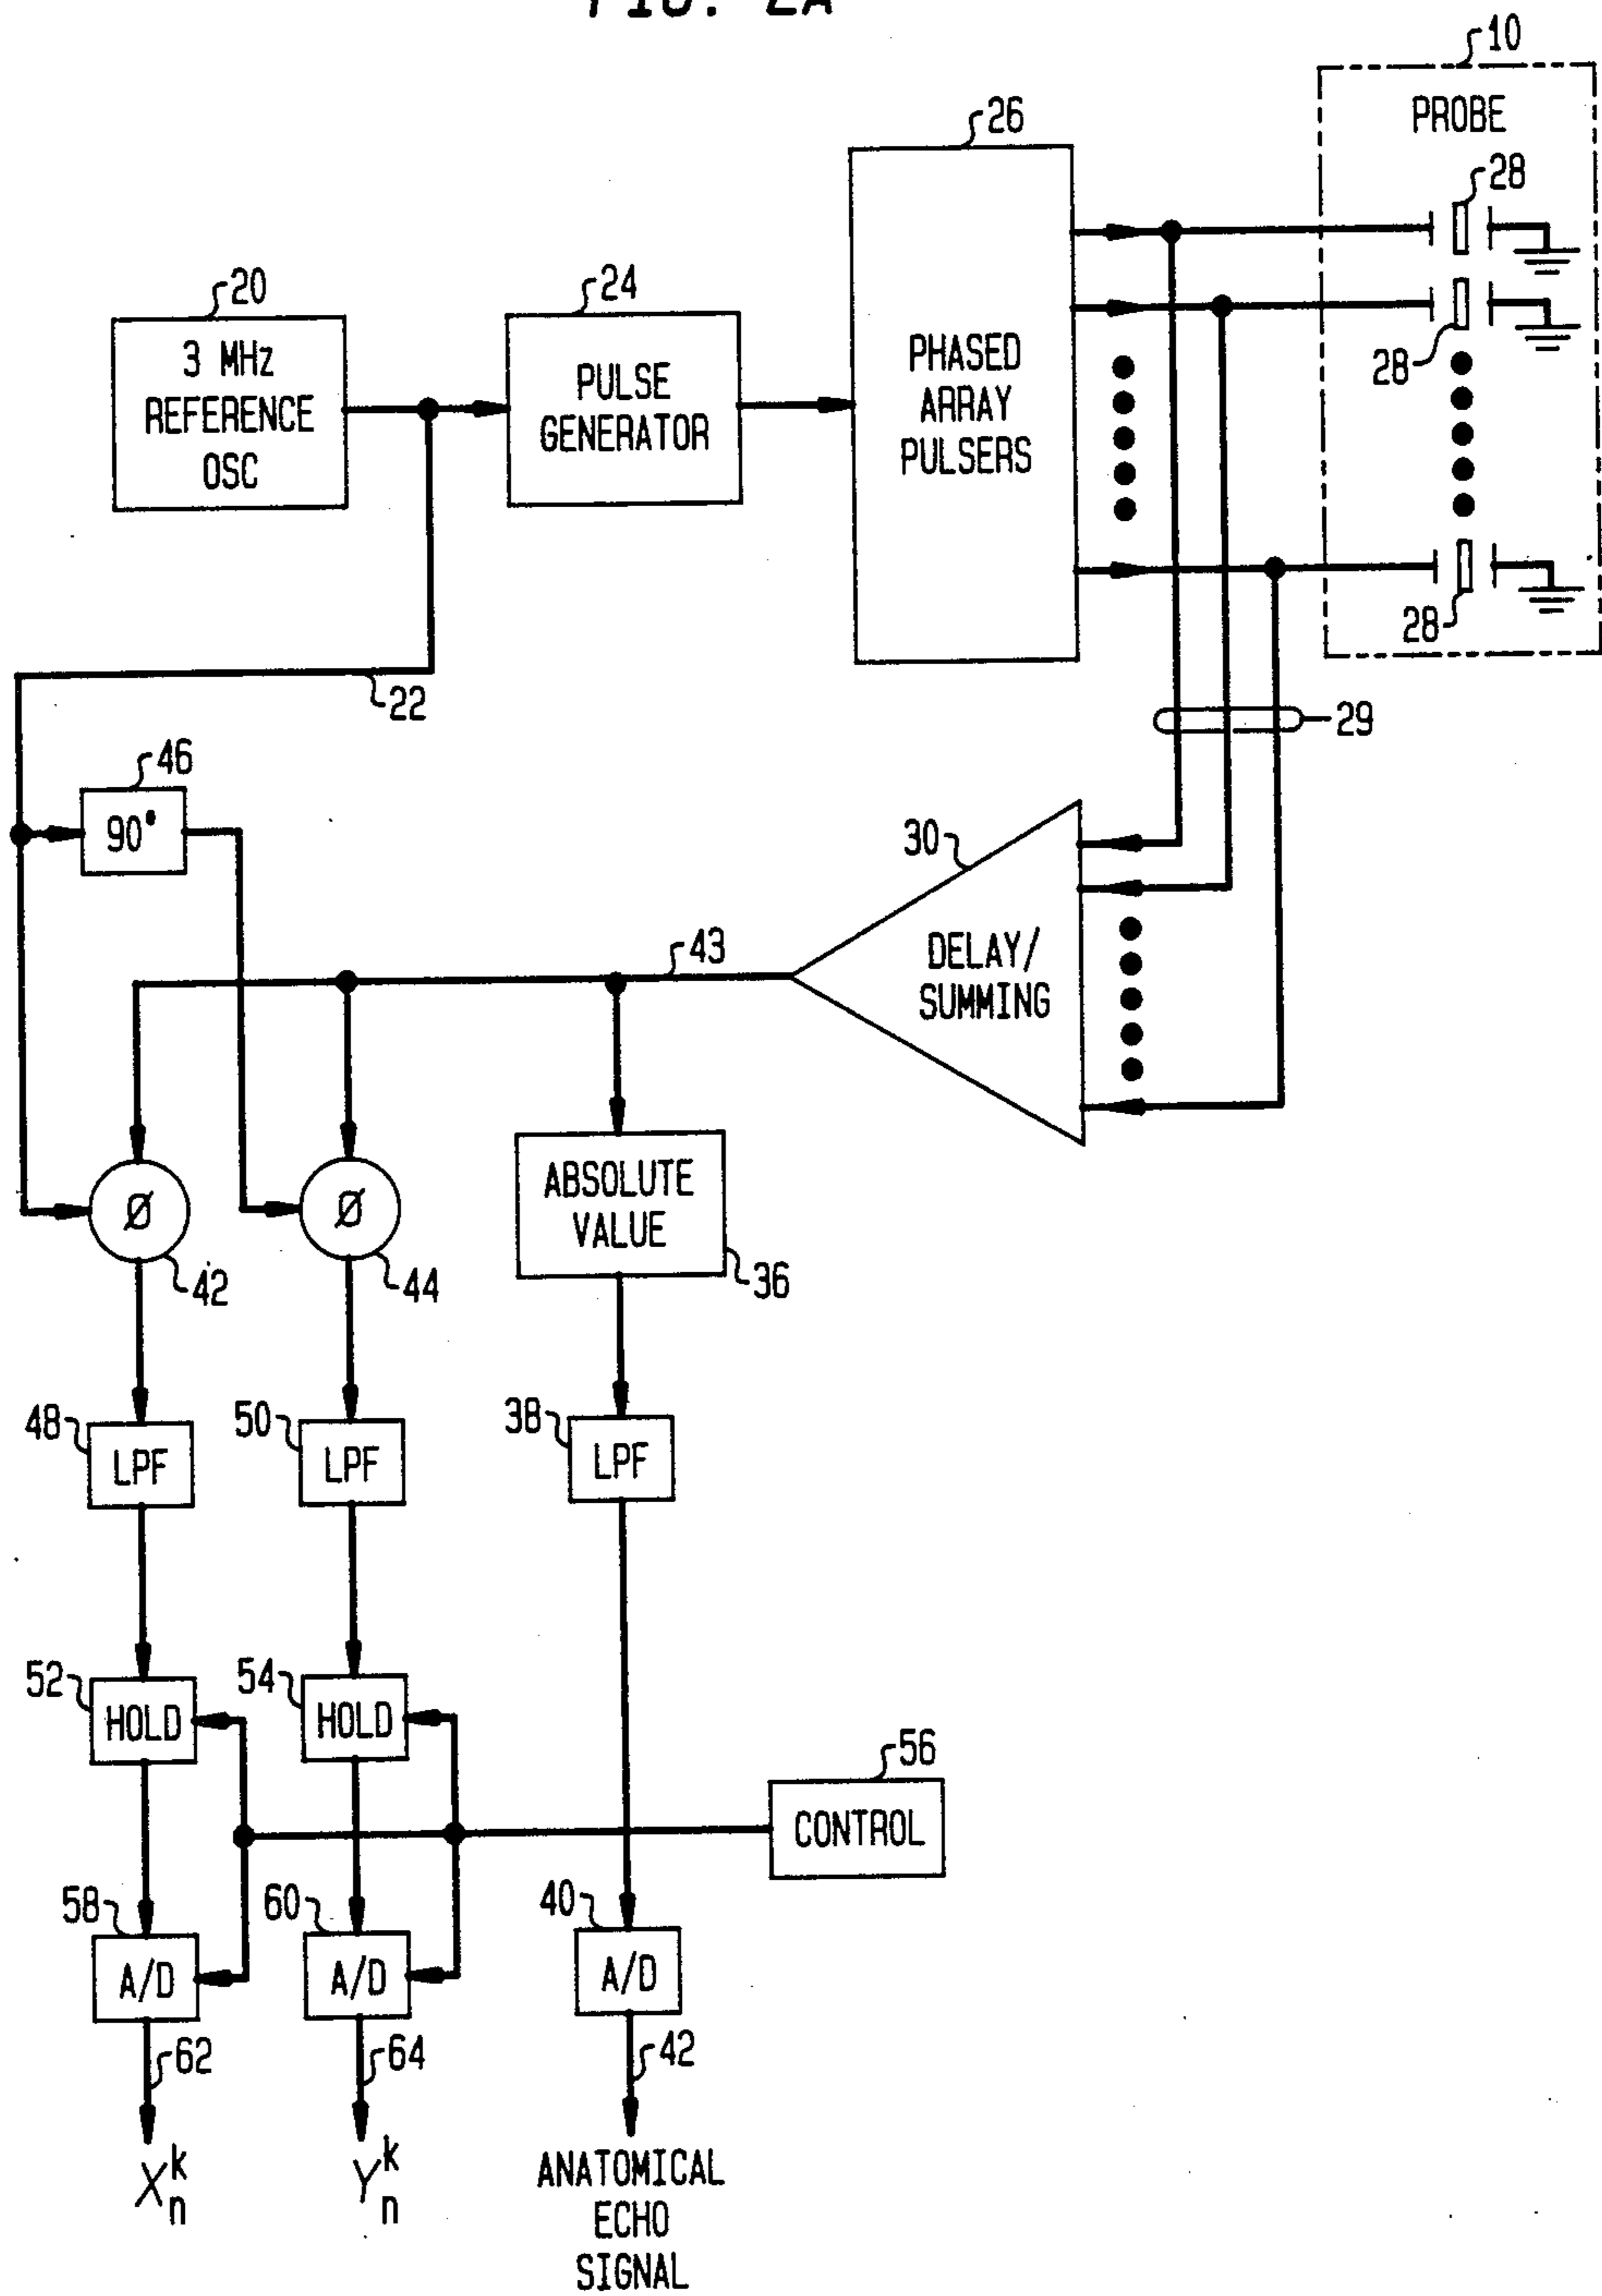 FIG. 2A
10
PROBE
26
28
20
24
3 MHz
REFERENCE
OSC
PULSE
GENERATOR
PHASED
ARRAY
PULSERS
28
28
22
29
46
90°
30
DELAY/
SUMMING
43
ABSOLUTE
VALUE
Ø
Ø
42
44
36
48
50
38
LPF
LPF
LPF
52
54
HOLD
HOLD
56
CONTROL
58
60
40
A/D
A/D
A/D
62
64
42
X_n^k
Y_n^k
ANATOMICAL
ECHO
SIGNAL